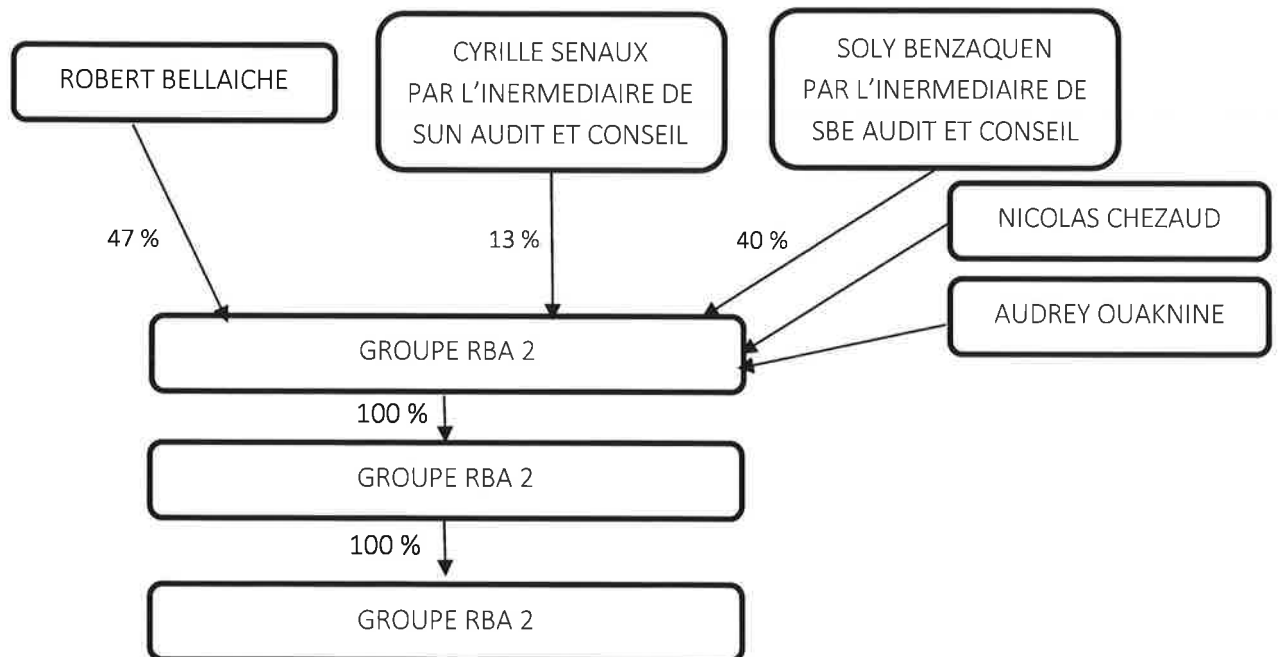 ROBERT BELLAICHE
CYRILLE SENAUX
PAR L'INERMEDIAIRE DE
SUN AUDIT ET CONSEIL
SOLY BENZAQUEN
PAR L'INERMEDIAIRE DE
SBE AUDIT ET CONSEIL
NICOLAS CHEZAUD
47 %
13 %
40 %
AUDREY OUAKNINE
GROUPE RBA 2
100 %
GROUPE RBA 2
100 %
GROUPE RBA 2